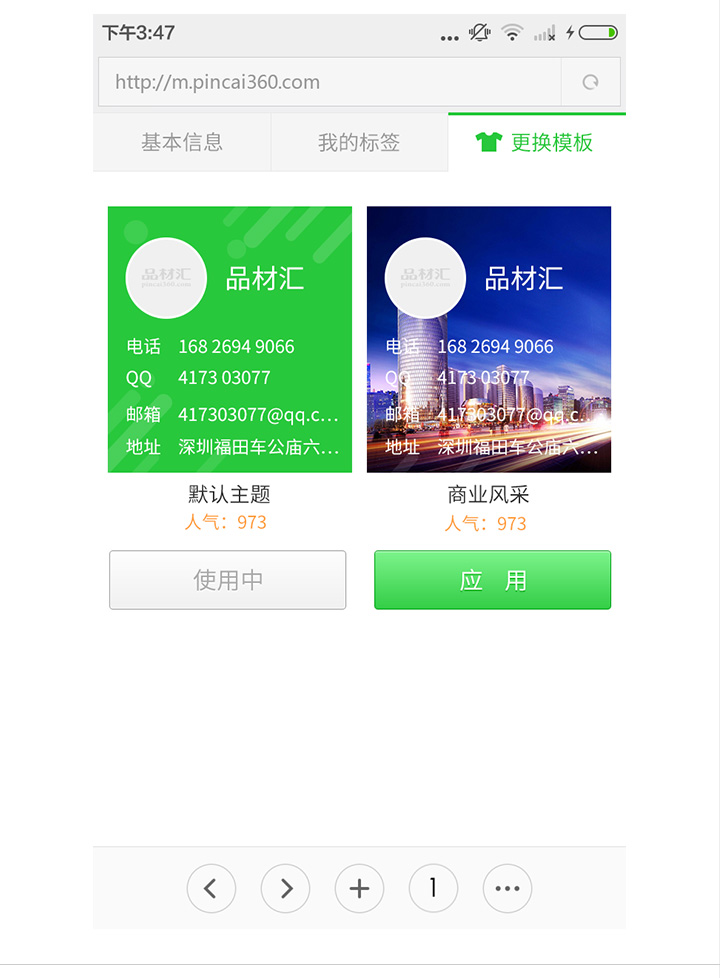 下午3:47
http://m.pincai360.com
基本信息 我的标签 更换模板
品材汇
pincai360.com
品材汇
电话 168 2694 9066
QQ 4173 03077
邮箱 417303077@qq.c...
地址 深圳福田车公庙六...
默认主题
人气：973
使用中
品材汇
pincai360.com
品材汇
电话 168 2694 9066
QQ 4173 03077
邮箱 417303077@qq.c...
地址 深圳福田车公庙六...
商业风采
人气：973
应 用
1